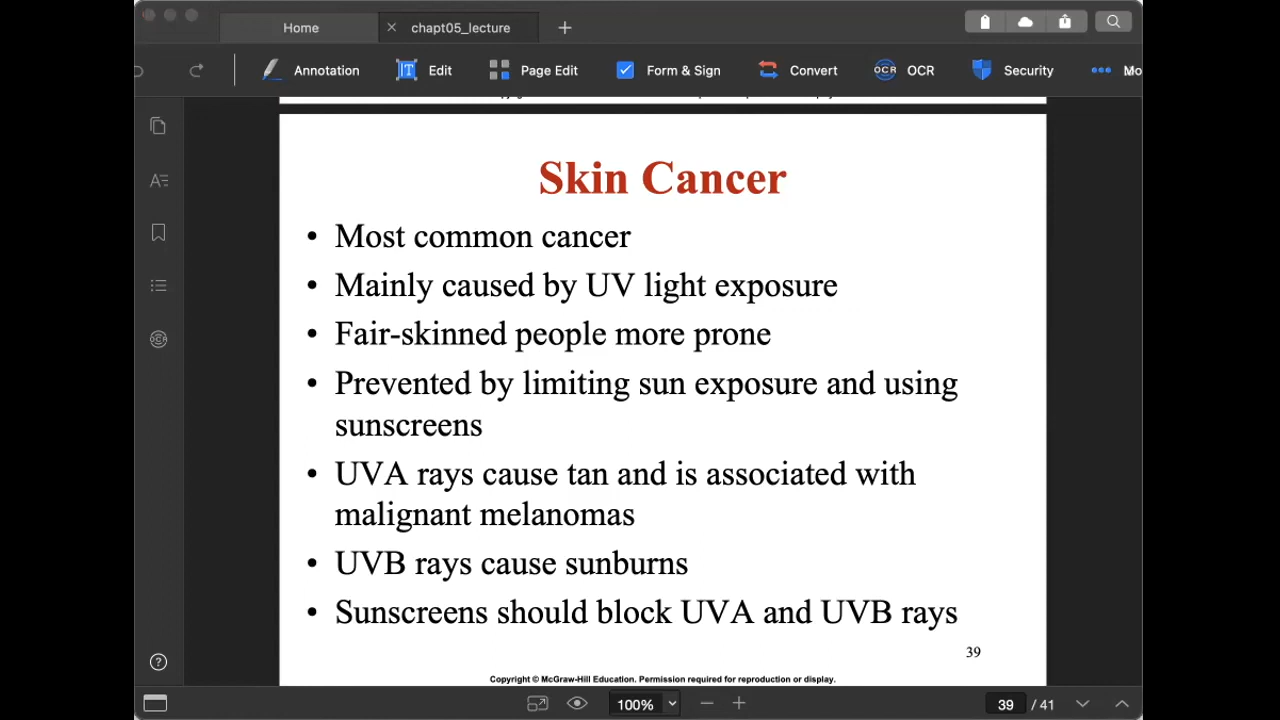 Home
chapt05_lecture
Annotation
Edit
Page Edit
Form & Sign
Convert
OCR
OCR
Security
Mo
Skin Cancer
• Most common cancer
• Mainly caused by UV light exposure
• Fair-skinned people more prone
• Prevented by limiting sun exposure and using
sunscreens
• UVA rays cause tan and is associated with
malignant melanomas
• UVB rays cause sunburns
• Sunscreens should block UVA and UVB rays
39
Copyright © McGraw-Hill Education. Permission required for reproduction or display.
100%
39 / 41